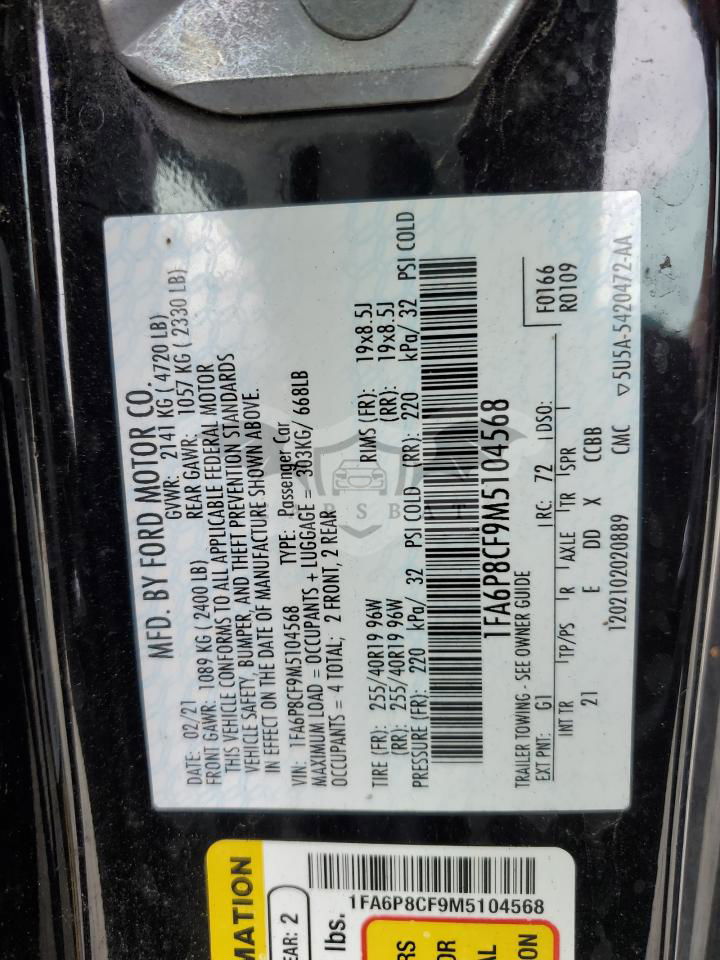 MFD. BY FORD MOTOR CO.
DATE: 02/21 GVWR: 2141 KG ( 4720 LB)
FRONT GAWR: 1089 KG (2400 LB) REAR GAWR: 1057 KG ( 2330 LB)
THIS VEHICLE CONFORMS TO ALL APPLICABLE FEDERAL MOTOR
VEHICLE SAFETY, BUMPER, AND THEFT PREVENTION STANDARDS
IN EFFECT ON THE DATE OF MANUFACTURE SHOWN ABOVE.
VIN: 1FA6P8CF9M5104568 TYPE: Passenger Car
MAXIMUM LOAD = OCCUPANTS + LUGGAGE = 303KG/ 668LB
OCCUPANTS = 4 TOTAL; 2 FRONT, 2 REAR
TIRE (FR): 255/40R19 96W RIMS (FR): 19x8.5J
(RR): 255/40R19 96W (RR): 19x8.5J
PRESSURE (FR): 220 kPa/ 32 PSI COLD (RR): 220 kPa/ 32 PSI COLD
1FA6P8CF9M5104568
TRAILER TOWING - SEE OWNER GUIDE
EXT PNT: G1 RC: 72 DSO: F0166
R0109
INT TR TP/PS R AXLE TR SPR
21 E DD X CCBB
1202102020889 CMC ▽5U5A-5420472-AA
MATION
EAR: 2
lbs.
1FA6P8CF9M5104568
RS
OR
AL
ON